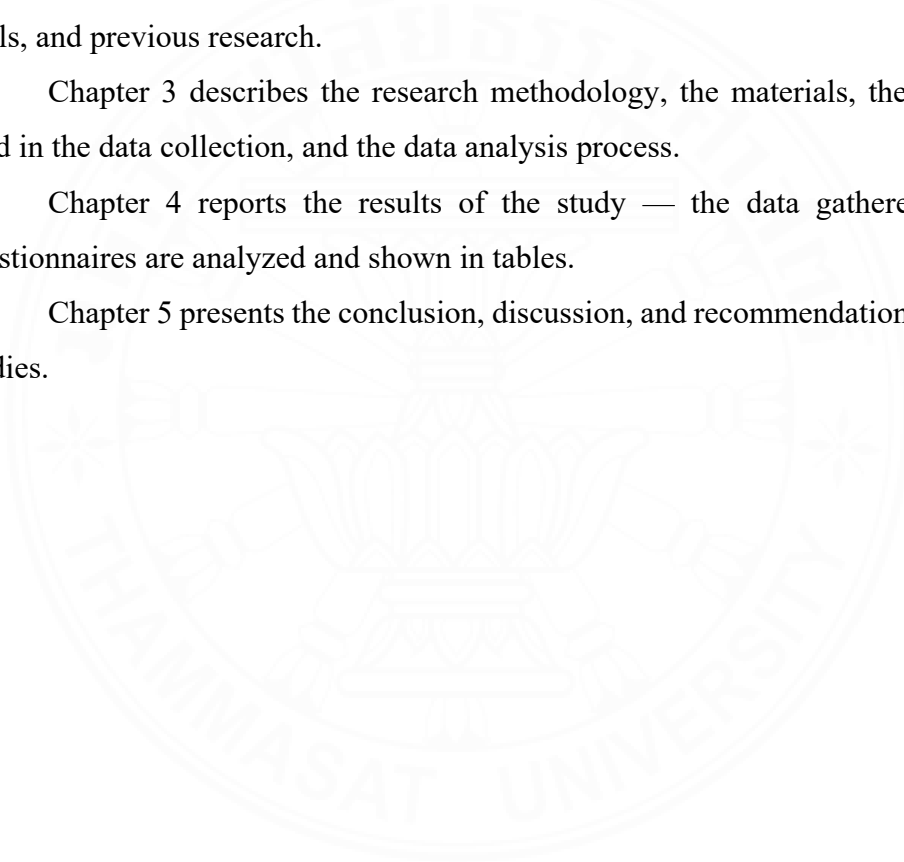 ls, and previous research.
Chapter 3 describes the research methodology, the materials, the
d in the data collection, and the data analysis process.
Chapter 4 reports the results of the study — the data gathere
stionnaires are analyzed and shown in tables.
Chapter 5 presents the conclusion, discussion, and recommendation
dies.
THAMMASAT UNIVERSITY